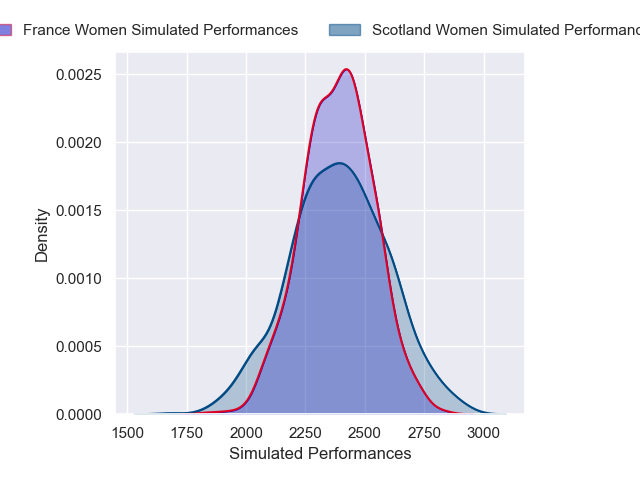 France Women Simulated Performances
Scotland Women Simulated
0.0025
0.0020
0.0015
0.0010
0.0005
0.0000
Density
1500 1750 2000 2250 2500 2750 3000
Simulated Performances